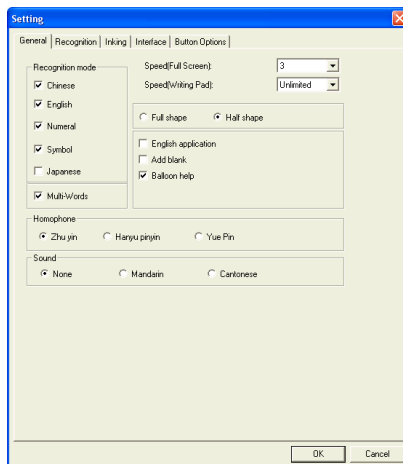 Setting
General Recognition Inking Interface Button Options
Recognition mode
Chinese
English
Numeral
Symbol
Japanese
Multi-Words
Speed(Full Screen): 3
Speed(Writing Pad): Unlimited
Full shape Half shape
English application
Add blank
Balloon help
Homophone
Zhu yin Hanyu pinyin Yue Pin
Sound
None Mandarin Cantonese
OK Cancel